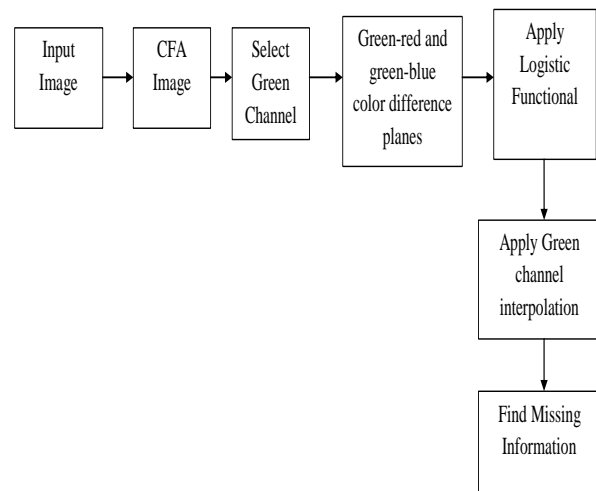 Input
Image
CFA
Image
Select
Green
Channel
Green-red and
green-blue
color difference
planes
Apply
Logistic
Functional
Apply Green
channel
interpolation
Find Missing
Information